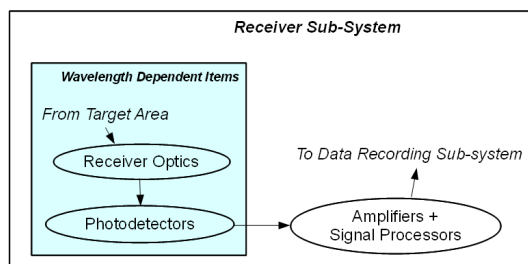 Receiver Sub-System
Wavelength Dependent Items
From Target Area
Receiver Optics
Photodetectors
To Data Recording Sub-system
Amplifiers +
Signal Processors